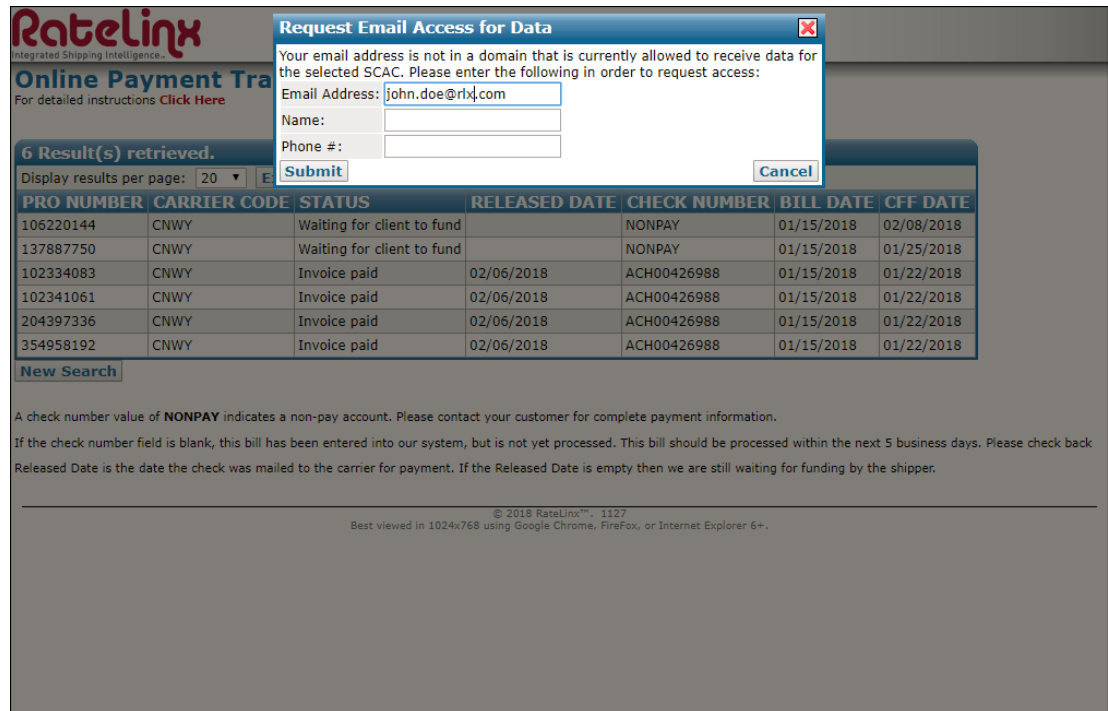 RateLinx
Integrated Shipping Intelligence™
Online Payment Tra
For detailed instructions Click Here
Request Email Access for Data
Your email address is not in a domain that is currently allowed to receive data for
the selected SCAC. Please enter the following in order to request access:
Email Address: john.doe@rlx.com
Name:
Phone #:
Submit Cancel
6 Result(s) retrieved.
Display results per page: 20
PRO NUMBER CARRIER CODE STATUS RELEASED DATE CHECK NUMBER BILL DATE CFF DATE
106220144 CNWY Waiting for client to fund NONPAY 01/15/2018 02/08/2018
137887750 CNWY Waiting for client to fund NONPAY 01/15/2018 01/25/2018
102334083 CNWY Invoice paid 02/06/2018 ACH00426988 01/15/2018 01/22/2018
102341061 CNWY Invoice paid 02/06/2018 ACH00426988 01/15/2018 01/22/2018
204397336 CNWY Invoice paid 02/06/2018 ACH00426988 01/15/2018 01/22/2018
354958192 CNWY Invoice paid 02/06/2018 ACH00426988 01/15/2018 01/22/2018
New Search
A check number value of NONPAY indicates a non-pay account. Please contact your customer for complete payment information.
If the check number field is blank, this bill has been entered into our system, but is not yet processed. This bill should be processed within the next 5 business days. Please check back
Released Date is the date the check was mailed to the carrier for payment. If the Released Date is empty then we are still waiting for funding by the shipper.
© 2018 RateLinx™. 1127
Best viewed in 1024x768 using Google Chrome, FireFox, or Internet Explorer 6+.